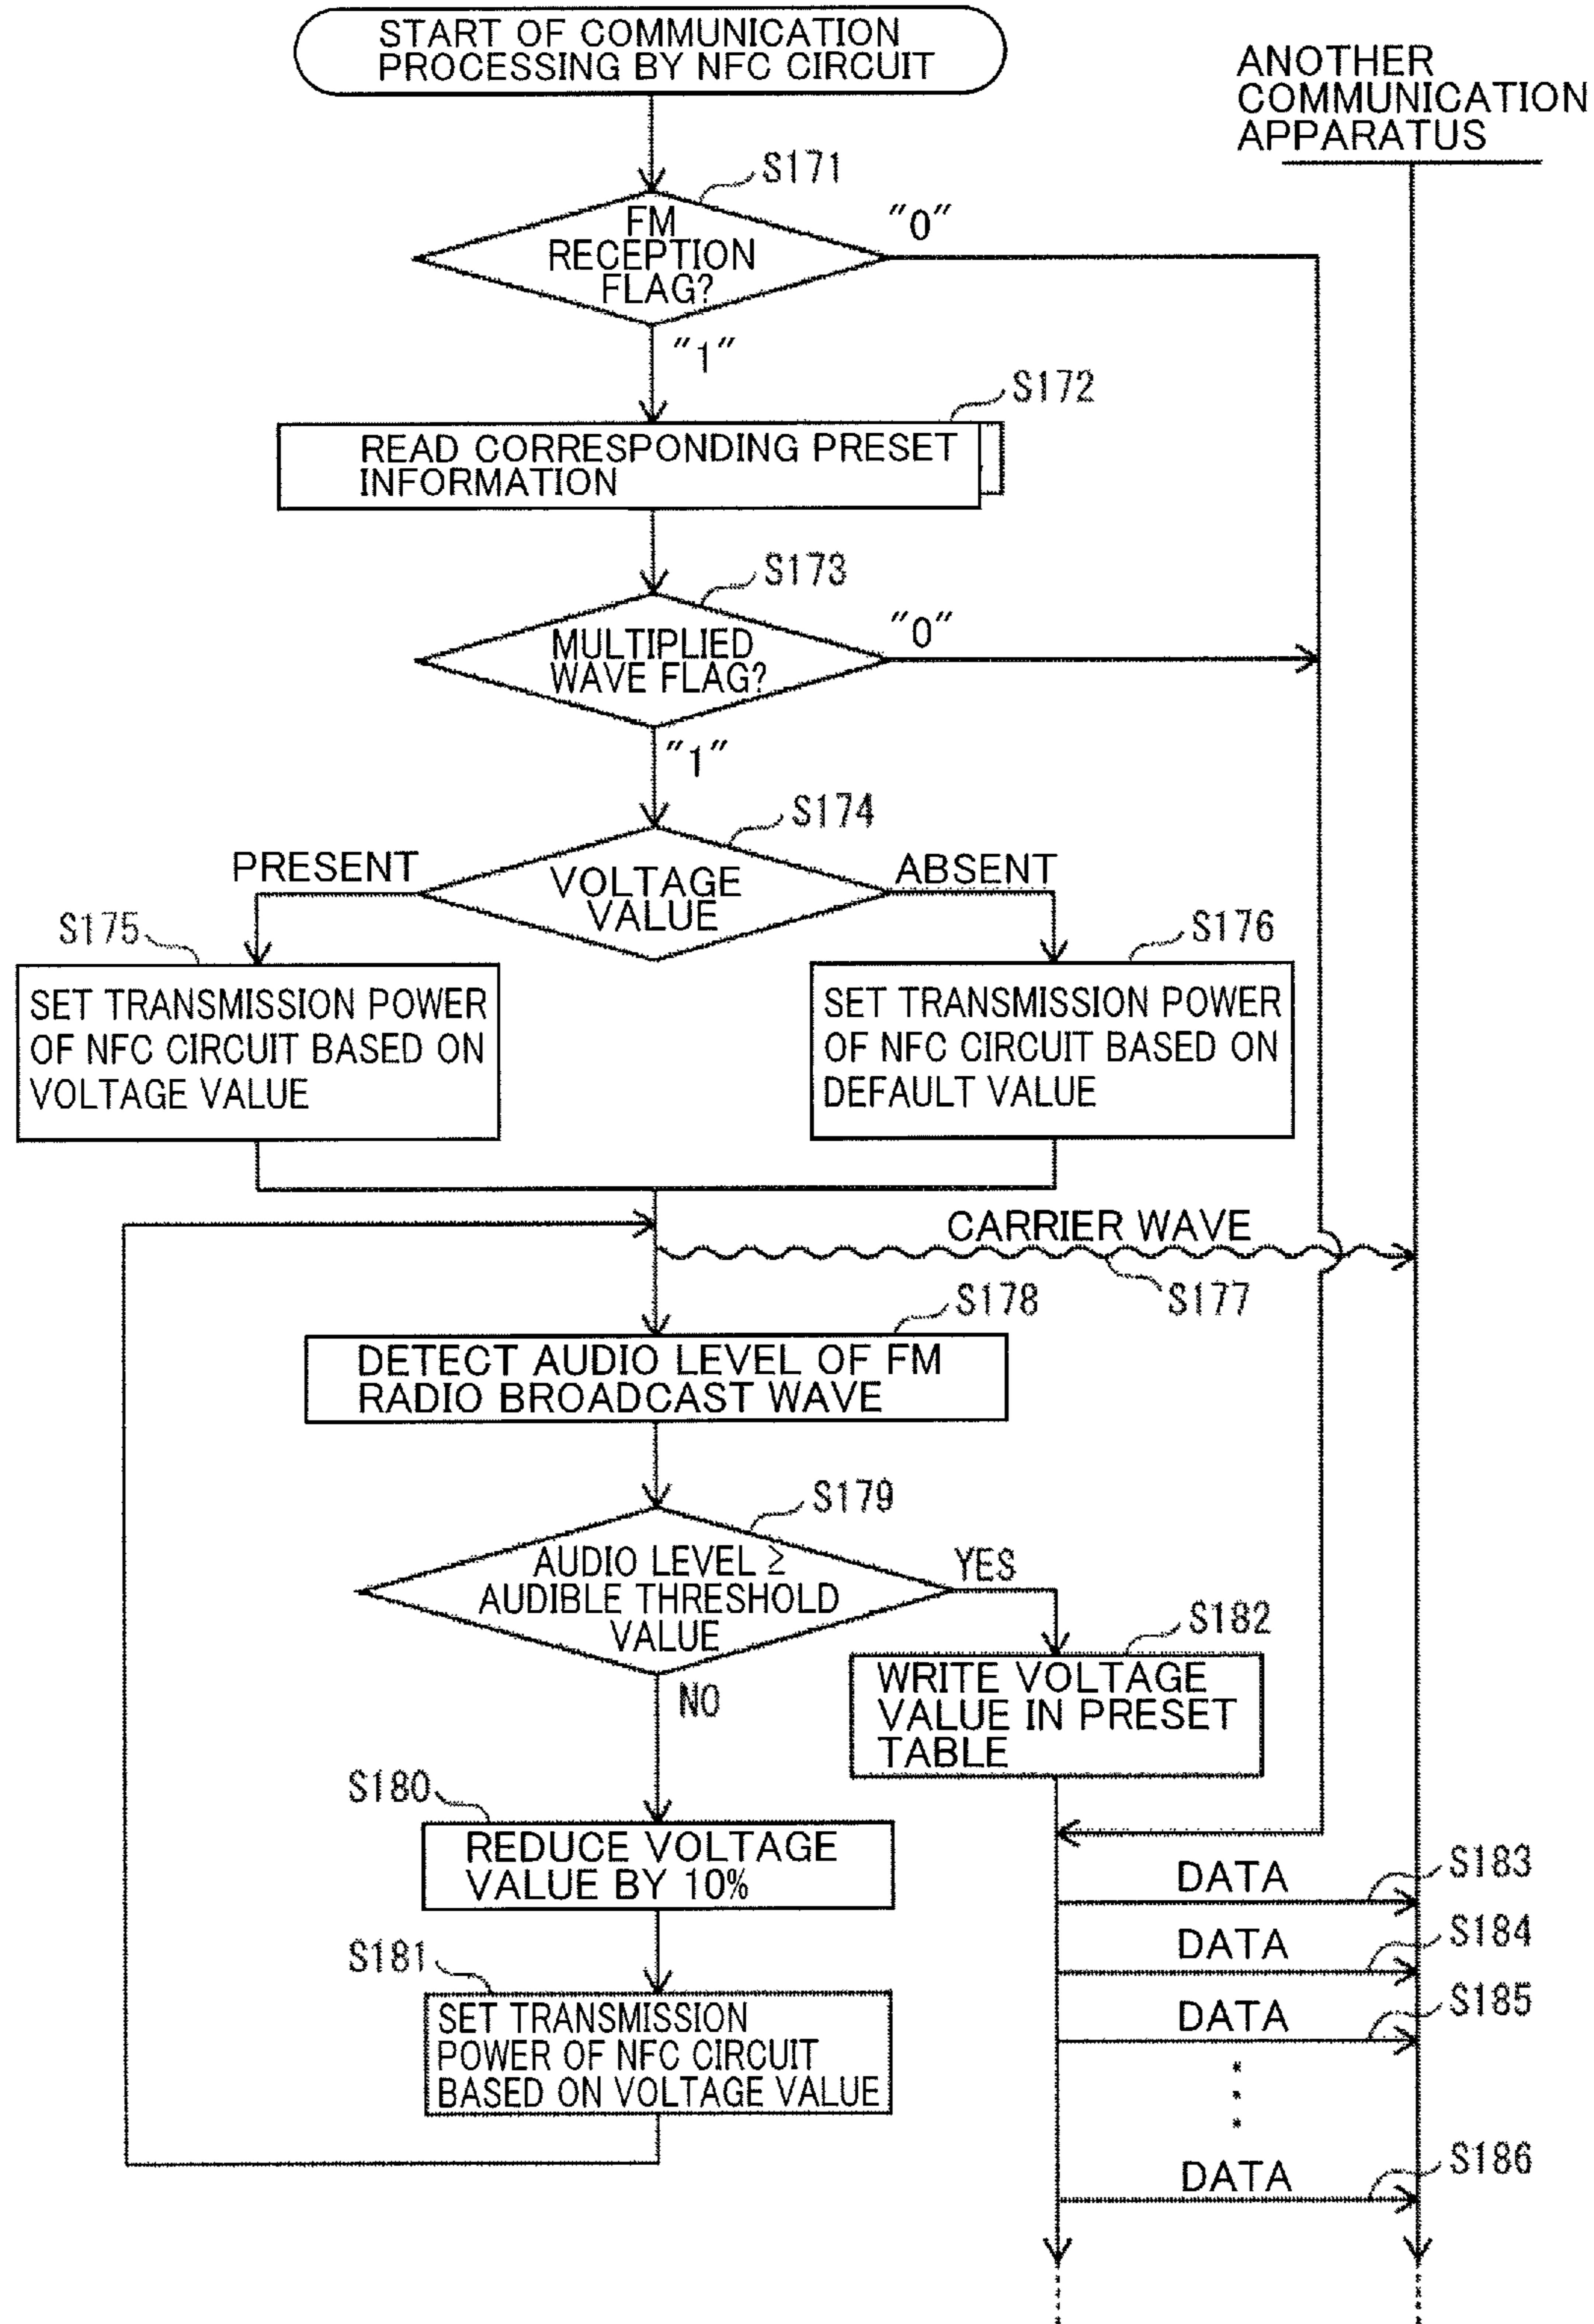 START OF COMMUNICATION
PROCESSING BY NFC CIRCUIT
ANOTHER
COMMUNICATION
APPARATUS
S171
FM
RECEPTION
FLAG?
"0"
"1"
S172
READ CORRESPONDING PRESET
INFORMATION
S173
MULTIPLIED
WAVE FLAG?
"0"
"1"
S174
PRESENT
VOLTAGE
VALUE
ABSENT
S175
SET TRANSMISSION POWER
OF NFC CIRCUIT BASED ON
VOLTAGE VALUE
S176
SET TRANSMISSION POWER
OF NFC CIRCUIT BASED ON
DEFAULT VALUE
CARRIER WAVE
S177
S178
DETECT AUDIO LEVEL OF FM
RADIO BROADCAST WAVE
S179
AUDIO LEVEL ≥
AUDIBLE THRESHOLD
VALUE
YES
NO
S182
WRITE VOLTAGE
VALUE IN PRESET
TABLE
S180
REDUCE VOLTAGE
VALUE BY 10%
S181
SET TRANSMISSION
POWER OF NFC CIRCUIT
BASED ON VOLTAGE VALUE
DATA
S183
DATA
S184
DATA
S185
DATA
S186